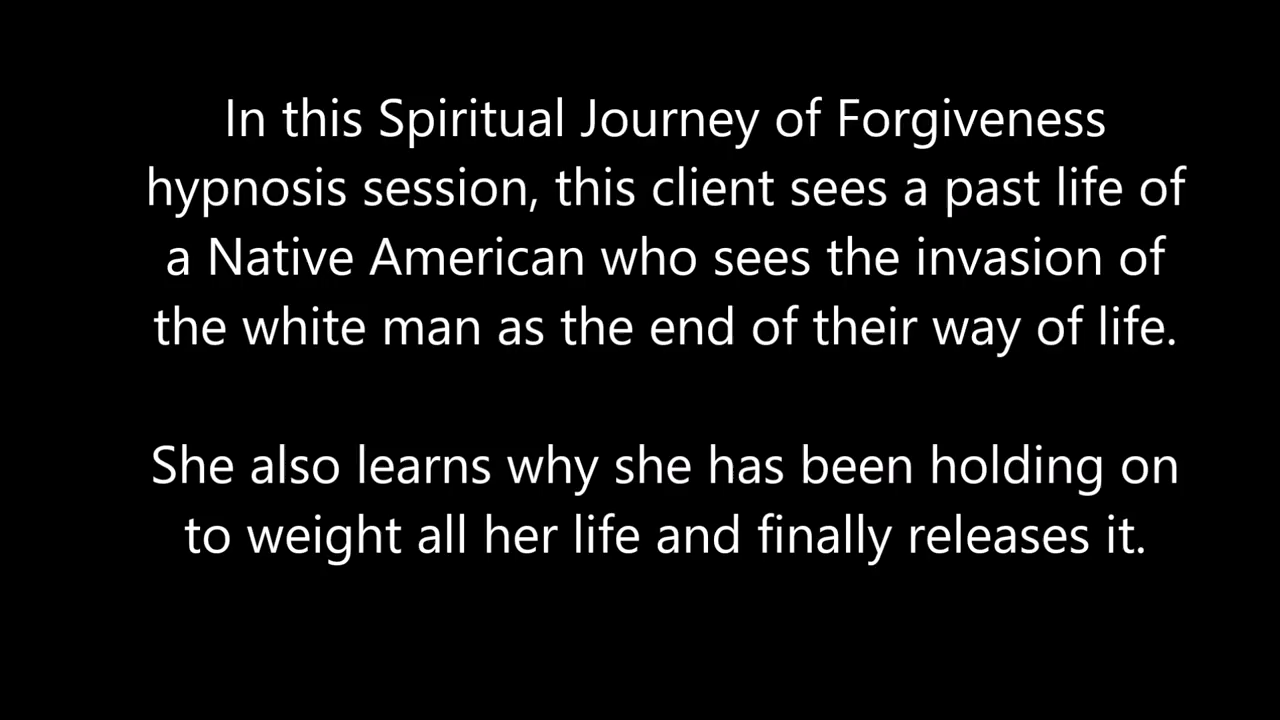 In this Spiritual Journey of Forgiveness
hypnosis session, this client sees a past life of
a Native American who sees the invasion of
the white man as the end of their way of life.
She also learns why she has been holding on
to weight all her life and finally releases it.